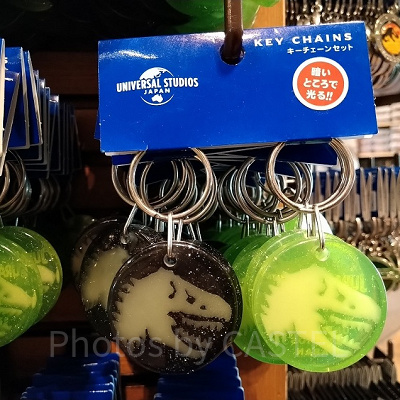 KEY CHAINS
キーチェーンセット
UNIVERSAL STUDIOS
JAPAN
暗い
ところで
光る!!
Photos by CASTEL